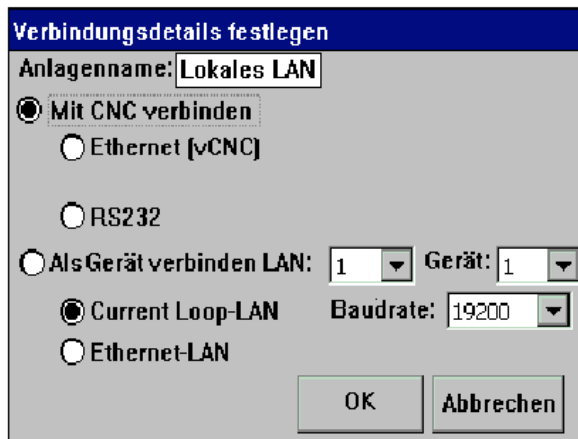 Verbindungsdetails festlegen
Anlagenname: Lokales LAN
Mit CNC verbinden
Ethernet (vCNC)
RS232
Als Gerät verbinden LAN: 1 Gerät: 1
Current Loop-LAN Baudrate: 19200
Ethernet-LAN
OK Abbrechen